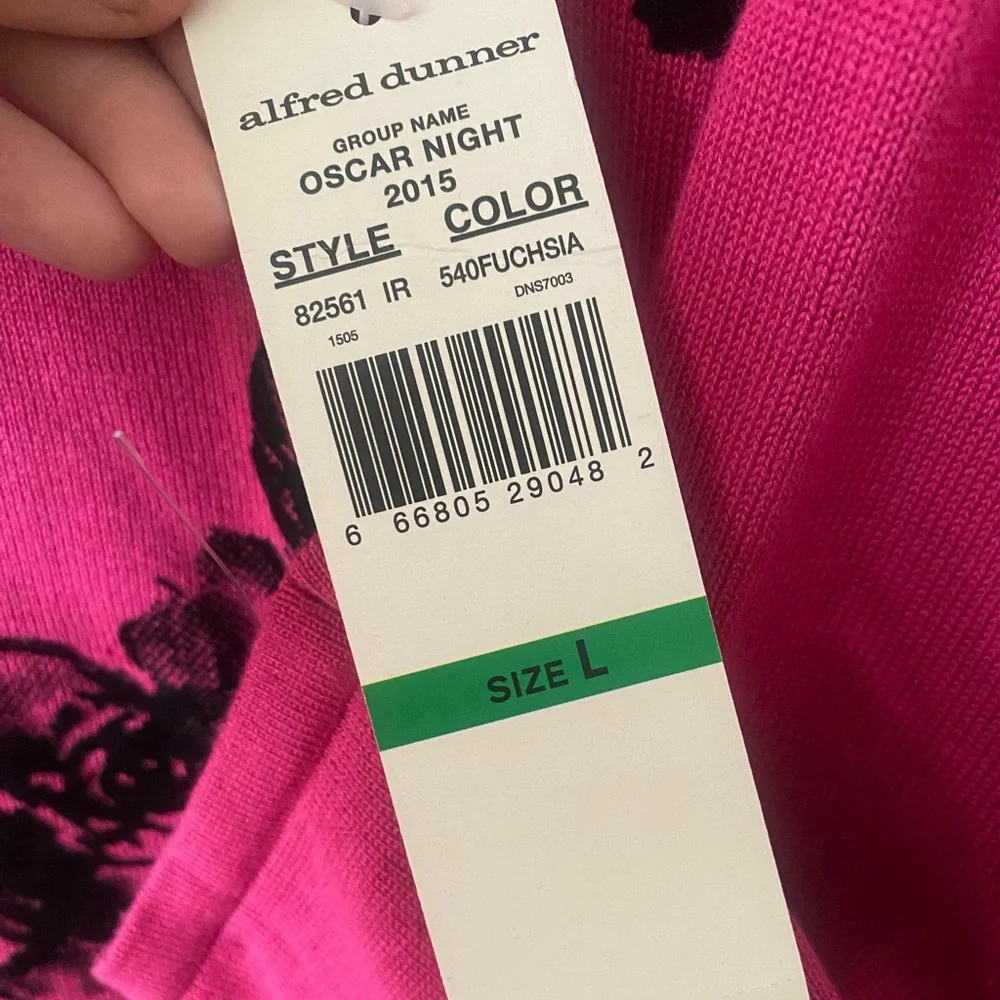 alfred dunner
GROUP NAME
OSCAR NIGHT
2015
STYLE COLOR
82561 IR 540FUCHSIA
1505 DNS7003
6 66805 29048 2
SIZE L